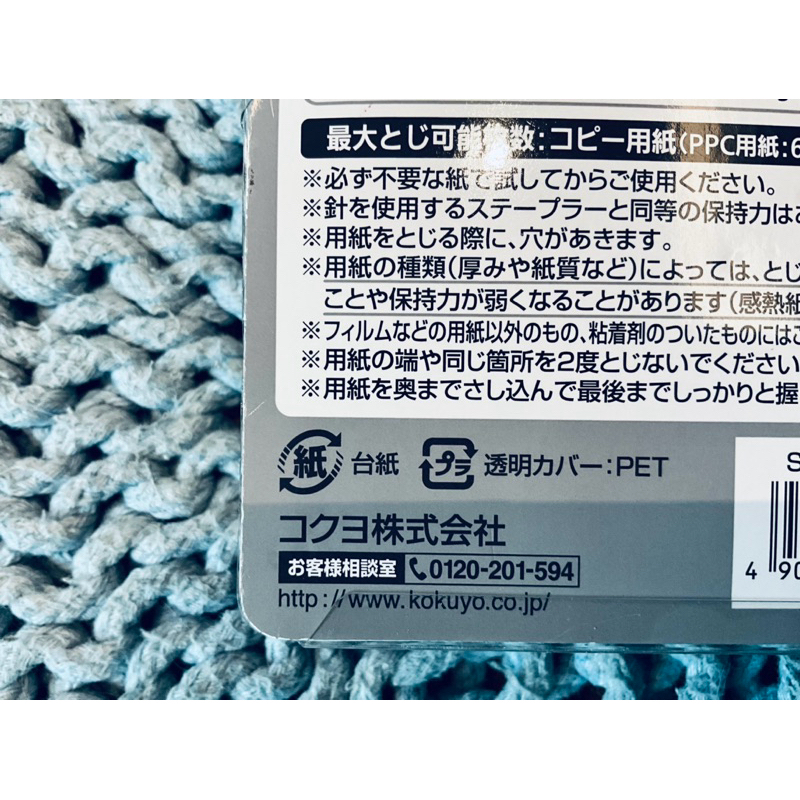 最大とじ可能枚数:コピー用紙(PPC用紙:6
※必ず不要な紙で試してからご使用ください。
※針を使用するステープラーと同等の保持力はご
※用紙をとじる際に、穴があきます。
※用紙の種類(厚みや紙質など)によっては、とじ
ことや保持力が弱くなることがあります(感熱紙
※フィルムなどの用紙以外のもの、粘着剤のついたものにはご
※用紙の端や同じ箇所を2度とじないでください
※用紙を奥までさし込んで最後までしっかりと握
紙 台紙 プラ 透明カバー:PET
コクヨ株式会社
お客様相談室 0120-201-594
http://www.kokuyo.co.jp/
S
4 90